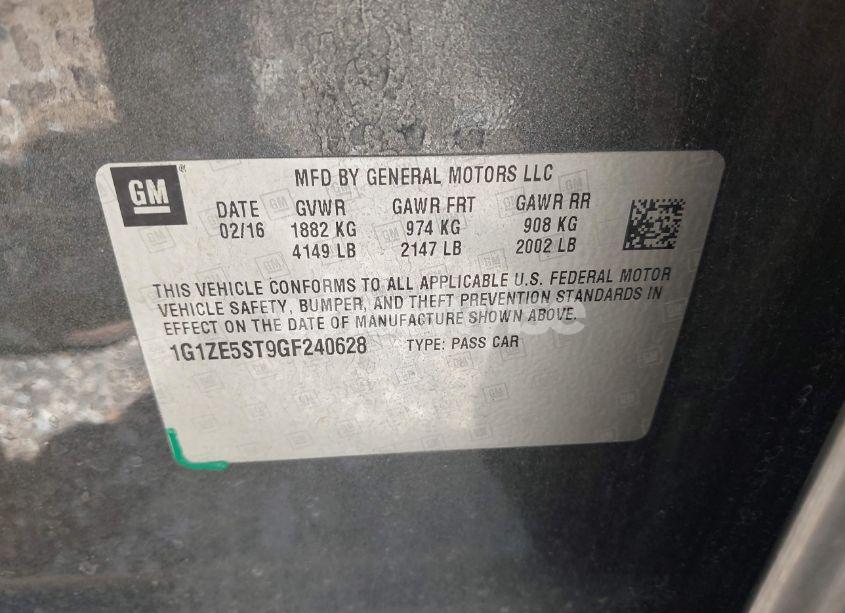 GM
MFD BY GENERAL MOTORS LLC
DATE GVWR GAWR FRT GAWR RR
02/16 1882 KG 974 KG 908 KG
4149 LB 2147 LB 2002 LB
THIS VEHICLE CONFORMS TO ALL APPLICABLE U.S. FEDERAL MOTOR
VEHICLE SAFETY, BUMPER, AND THEFT PREVENTION STANDARDS IN
EFFECT ON THE DATE OF MANUFACTURE SHOWN ABOVE.
1G1ZE5ST9GF240628 TYPE: PASS CAR